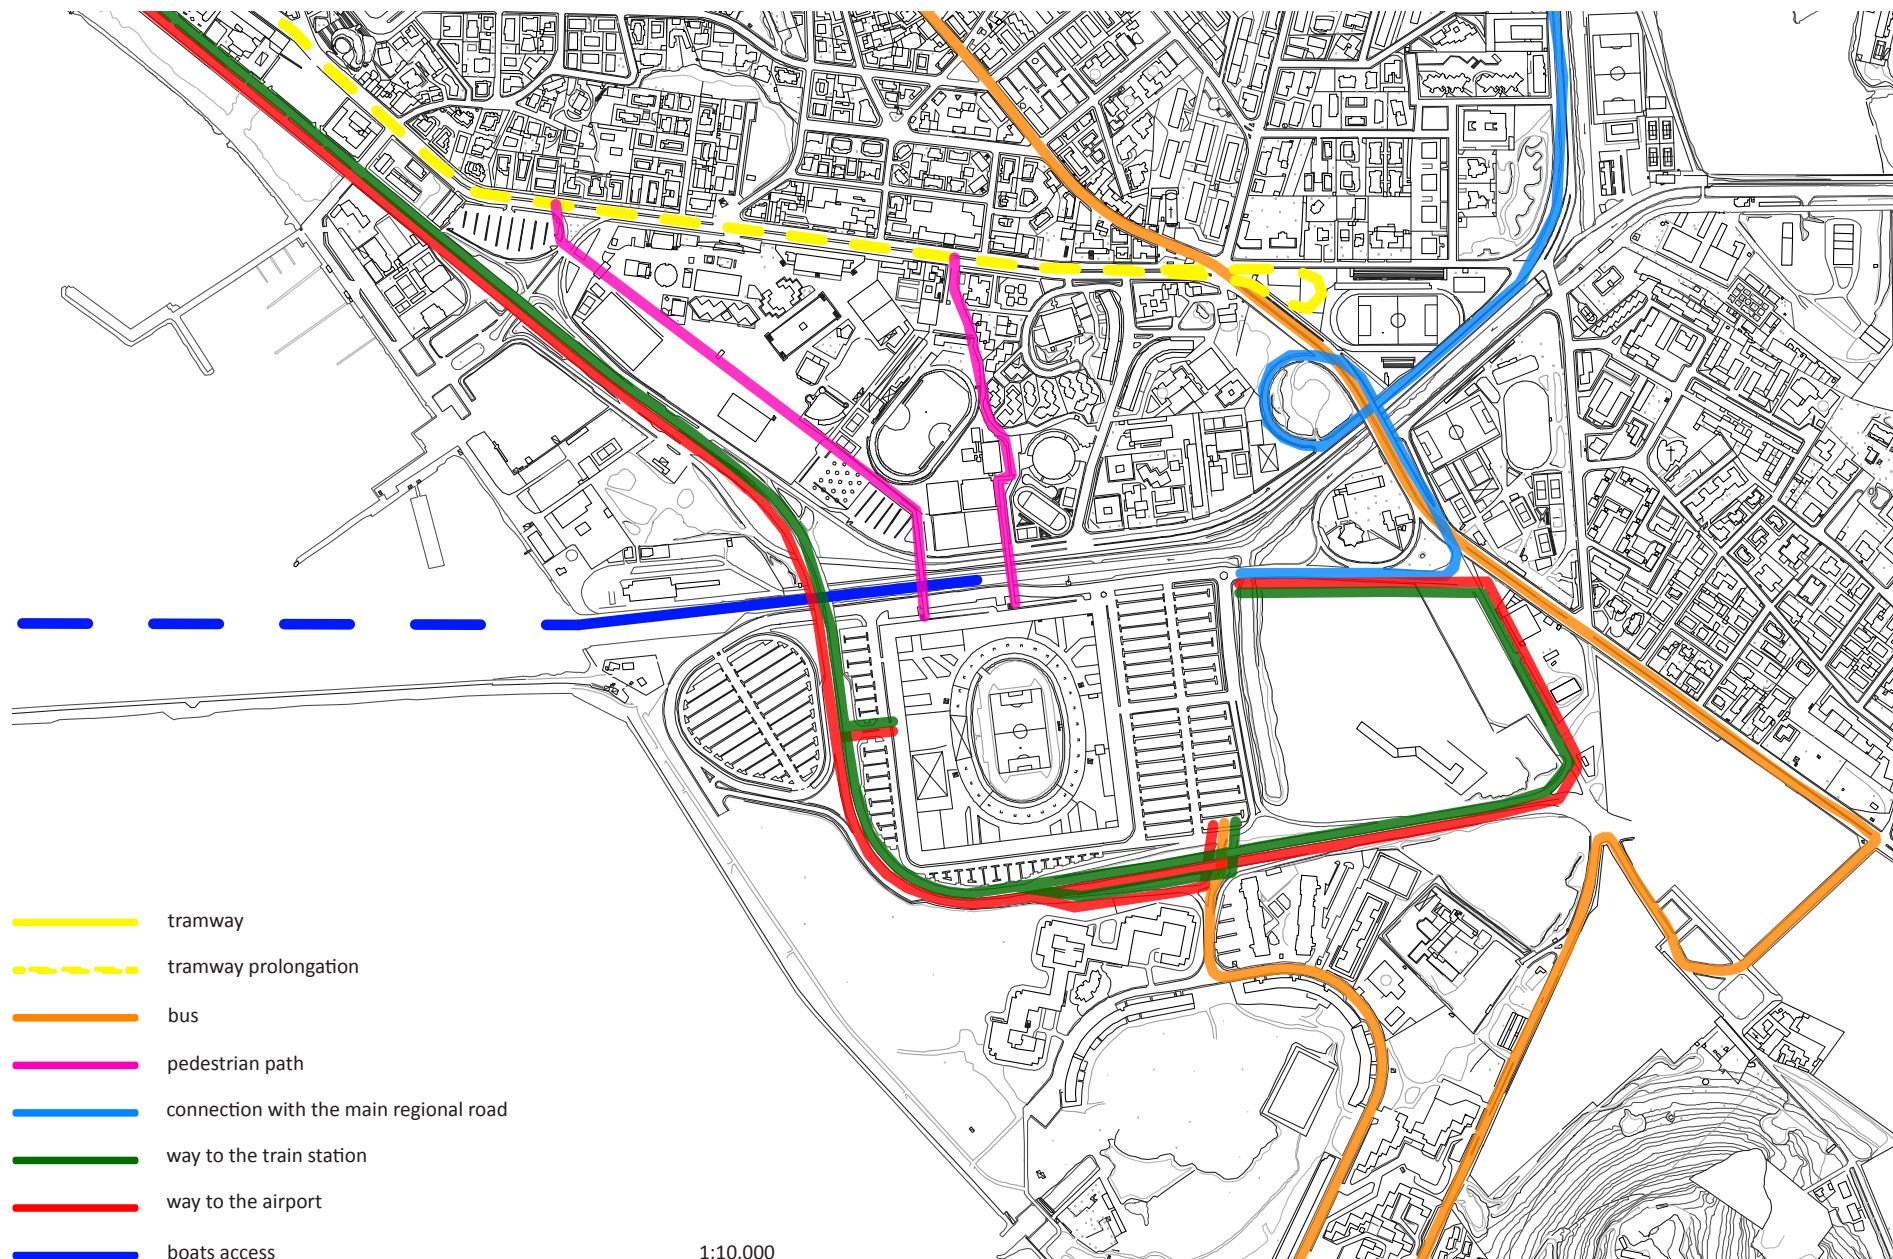 tramway
tramway prolongation
bus
pedestrian path
connection with the main regional road
way to the train station
way to the airport
boats access
1:10.000